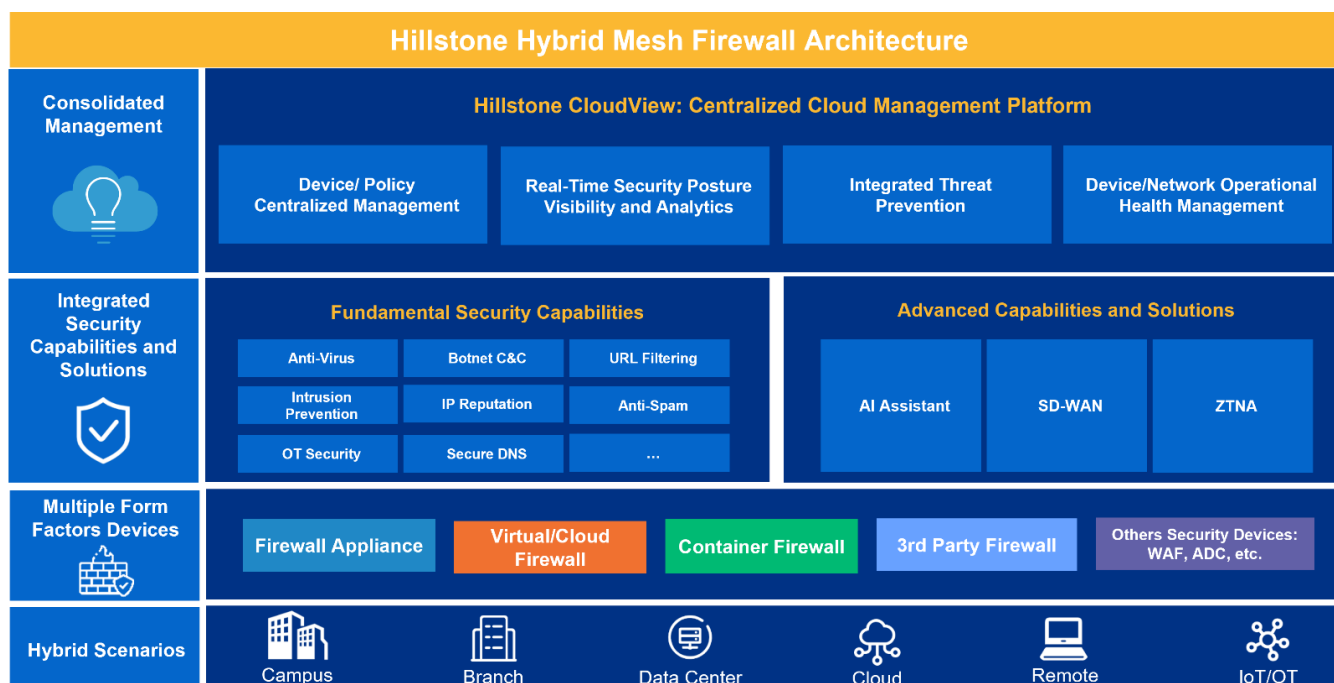 Hillstone Hybrid Mesh Firewall Architecture
Consolidated
Management
Hillstone CloudView: Centralized Cloud Management Platform
Device/ Policy
Centralized Management
Real-Time Security Posture
Visibility and Analytics
Integrated Threat
Prevention
Device/Network Operational
Health Management
Integrated
Security
Capabilities and
Solutions
Fundamental Security Capabilities
Anti-Virus
Botnet C&C
URL Filtering
Intrusion
Prevention
IP Reputation
Anti-Spam
OT Security
Secure DNS
...
Advanced Capabilities and Solutions
AI Assistant
SD-WAN
ZTNA
Multiple Form
Factors Devices
Firewall Appliance
Virtual/Cloud
Firewall
Container Firewall
3rd Party Firewall
Others Security Devices:
WAF, ADC, etc.
Hybrid Scenarios
Campus
Branch
Data Center
Cloud
Remote
IoT/OT